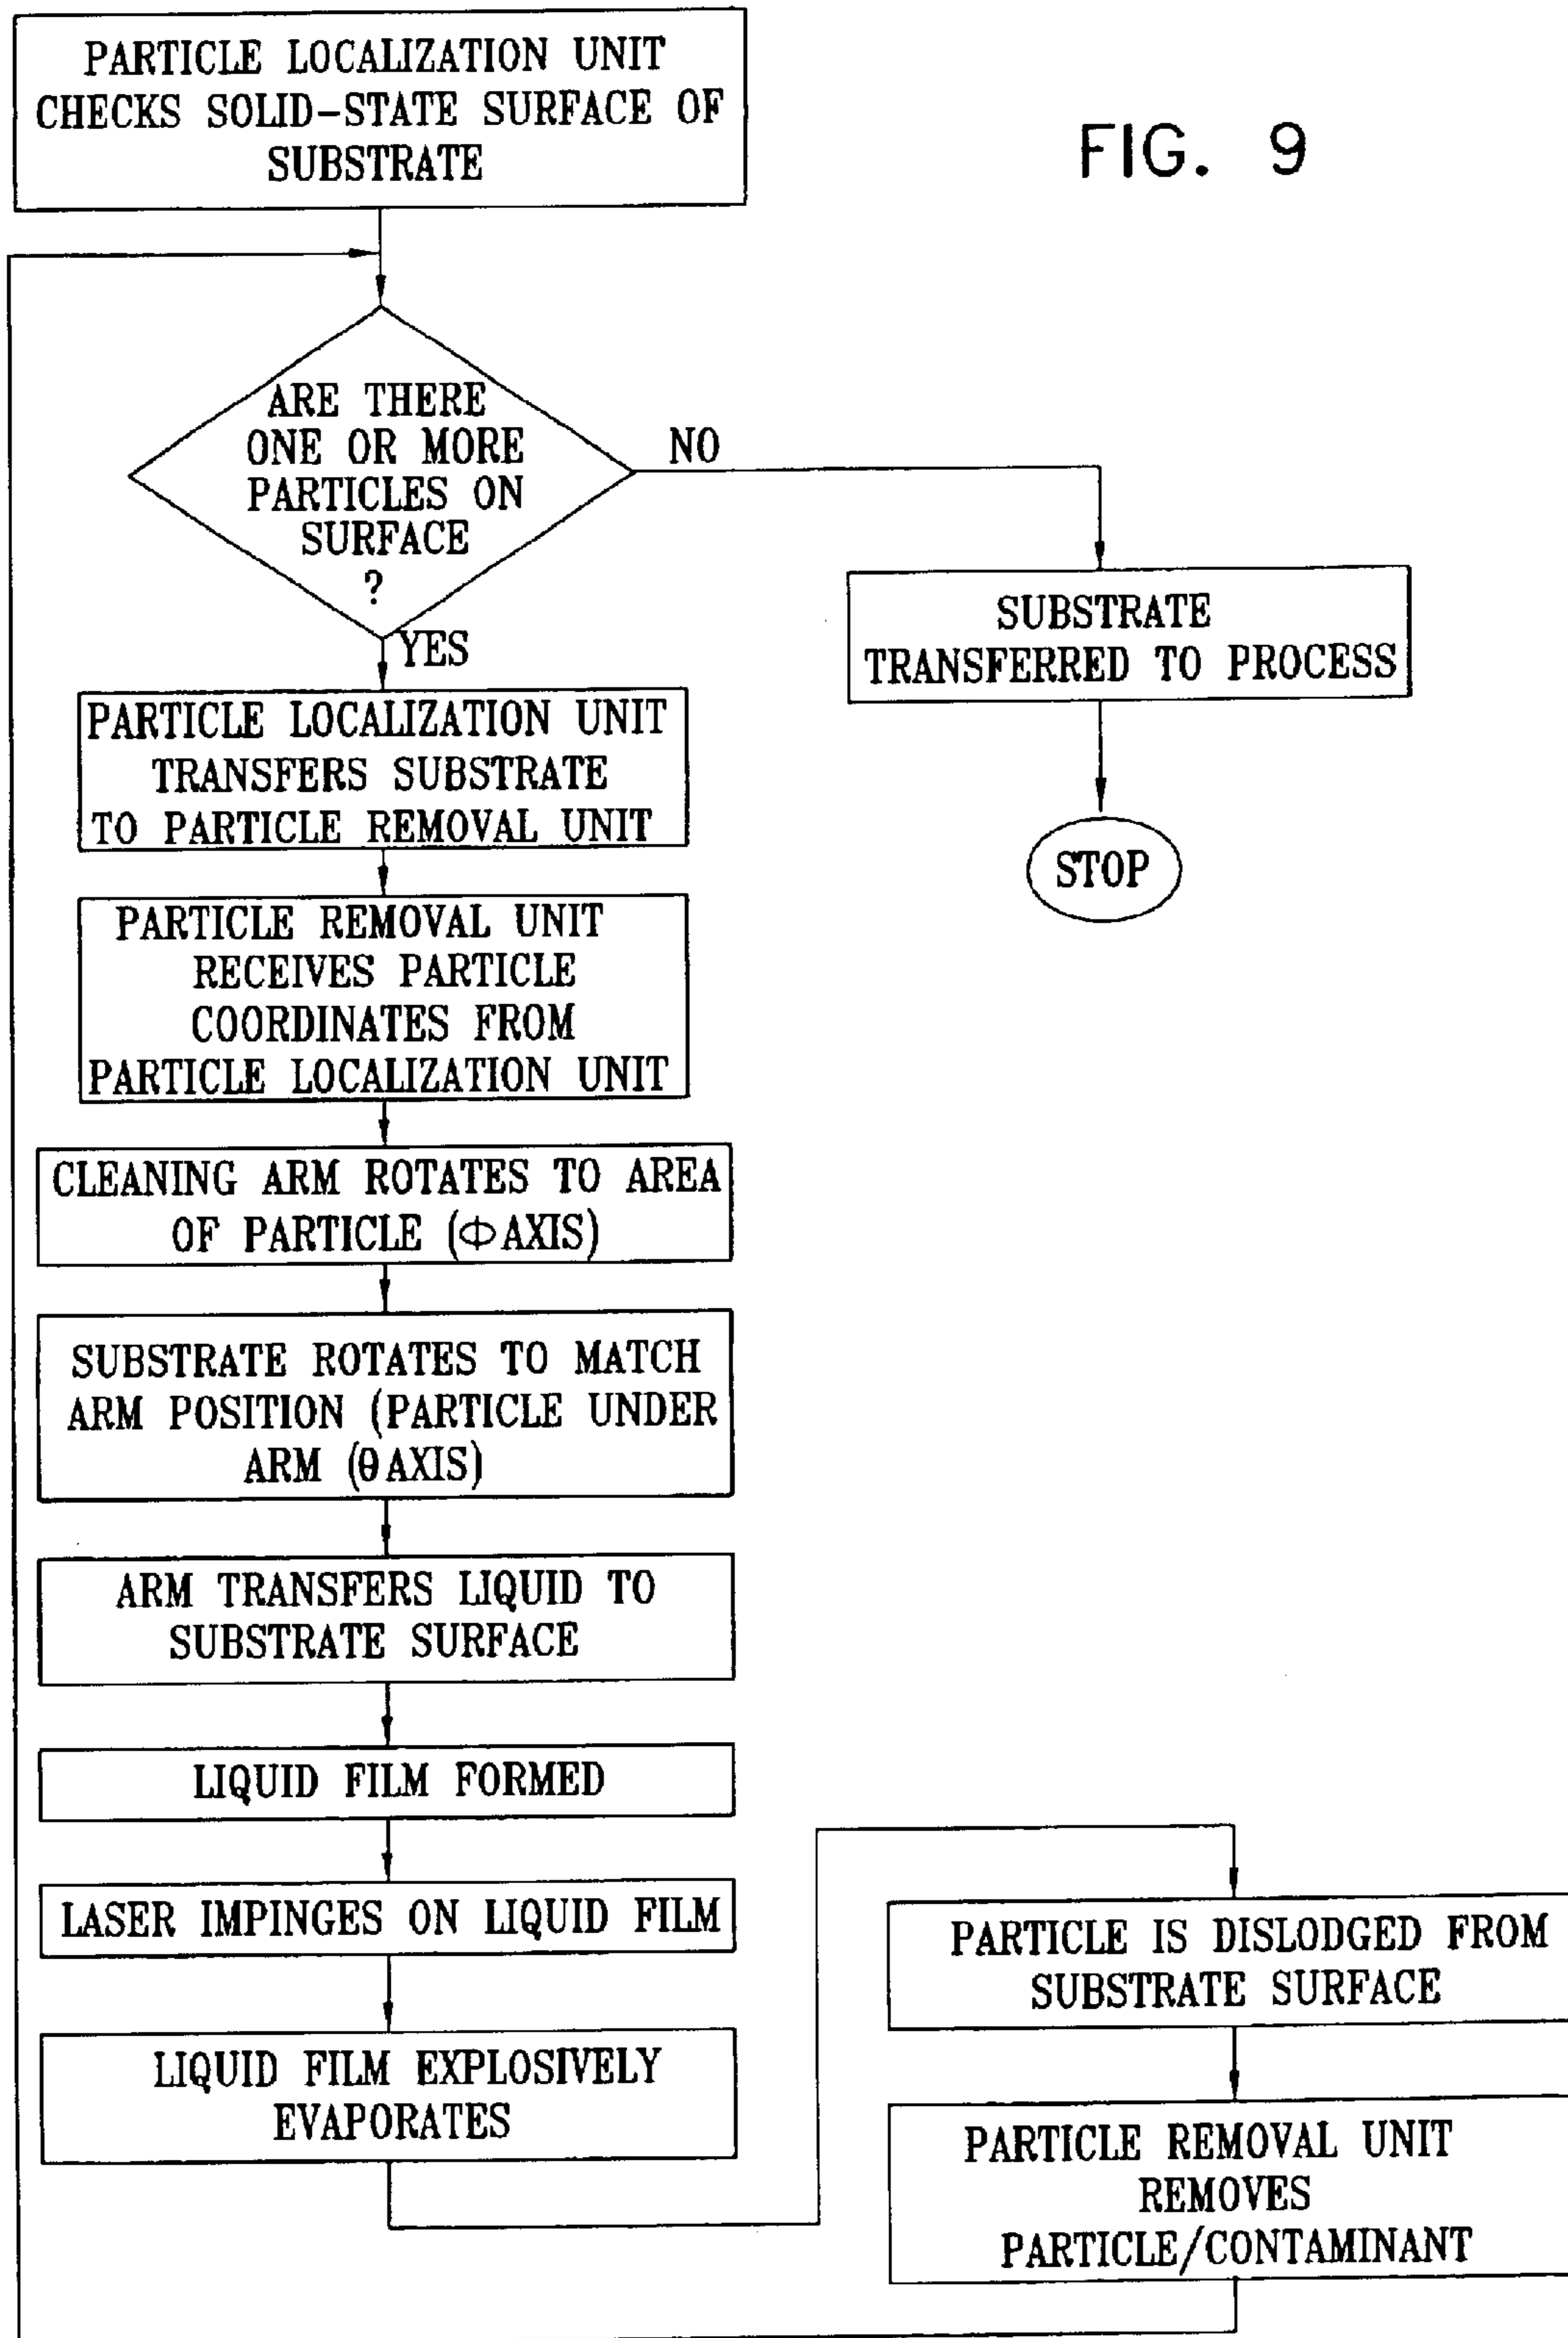 PARTICLE LOCALIZATION UNIT
CHECKS SOLID-STATE SURFACE OF
SUBSTRATE
FIG. 9
ARE THERE
ONE OR MORE
PARTICLES ON
SURFACE
?
NO
YES
SUBSTRATE
TRANSFERRED TO PROCESS
STOP
PARTICLE LOCALIZATION UNIT
TRANSFERS SUBSTRATE
TO PARTICLE REMOVAL UNIT
PARTICLE REMOVAL UNIT
RECEIVES PARTICLE
COORDINATES FROM
PARTICLE LOCALIZATION UNIT
CLEANING ARM ROTATES TO AREA
OF PARTICLE (Φ AXIS)
SUBSTRATE ROTATES TO MATCH
ARM POSITION (PARTICLE UNDER
ARM (θ AXIS)
ARM TRANSFERS LIQUID TO
SUBSTRATE SURFACE
LIQUID FILM FORMED
LASER IMPINGES ON LIQUID FILM
LIQUID FILM EXPLOSIVELY
EVAPORATES
PARTICLE IS DISLODGED FROM
SUBSTRATE SURFACE
PARTICLE REMOVAL UNIT
REMOVES
PARTICLE/CONTAMINANT